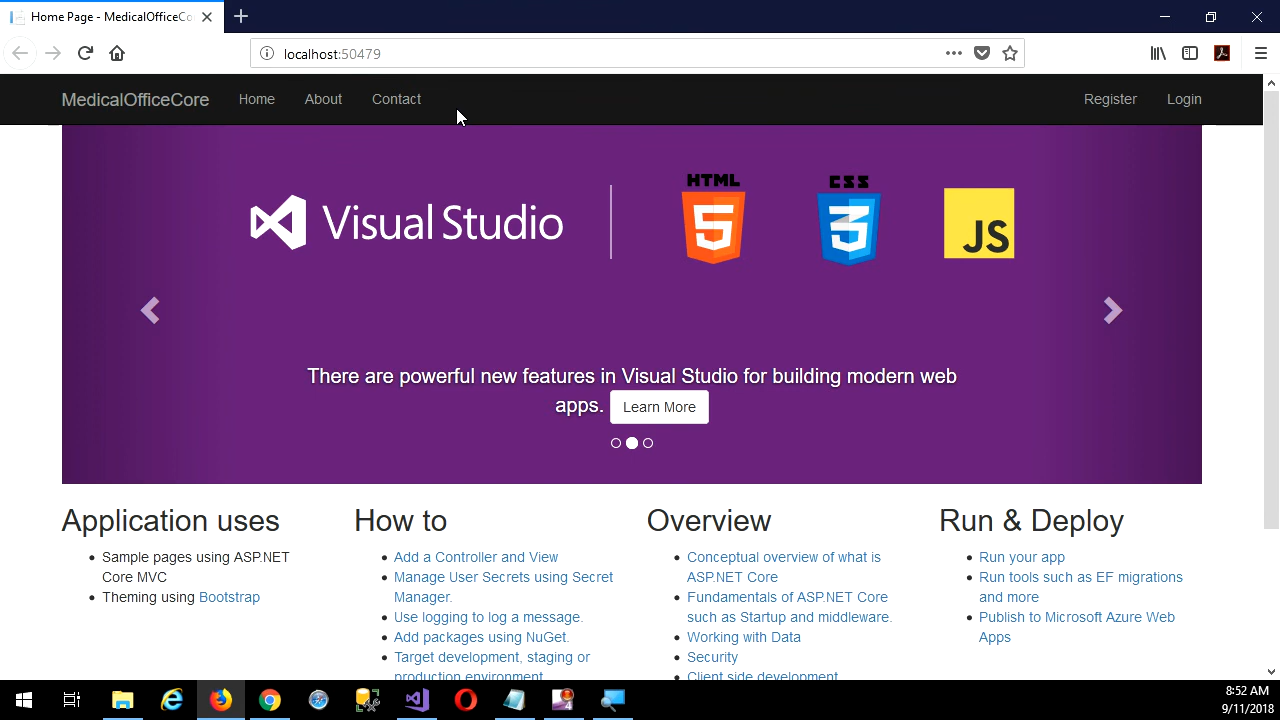 Home Page - MedicalOfficeCo
localhost:50479
MedicalOfficeCore Home About Contact Register Login
Visual Studio
HTML
5
CSS
3
JS
There are powerful new features in Visual Studio for building modern web
apps. Learn More
Application uses
Sample pages using ASP.NET
Core MVC
Theming using Bootstrap
How to
Add a Controller and View
Manage User Secrets using Secret
Manager.
Use logging to log a message.
Add packages using NuGet.
Target development, staging or
production environment.
Overview
Conceptual overview of what is
ASP.NET Core
Fundamentals of ASP.NET Core
such as Startup and middleware.
Working with Data
Security
Client side development
Run & Deploy
Run your app
Run tools such as EF migrations
and more
Publish to Microsoft Azure Web
Apps
8:52 AM
9/11/2018